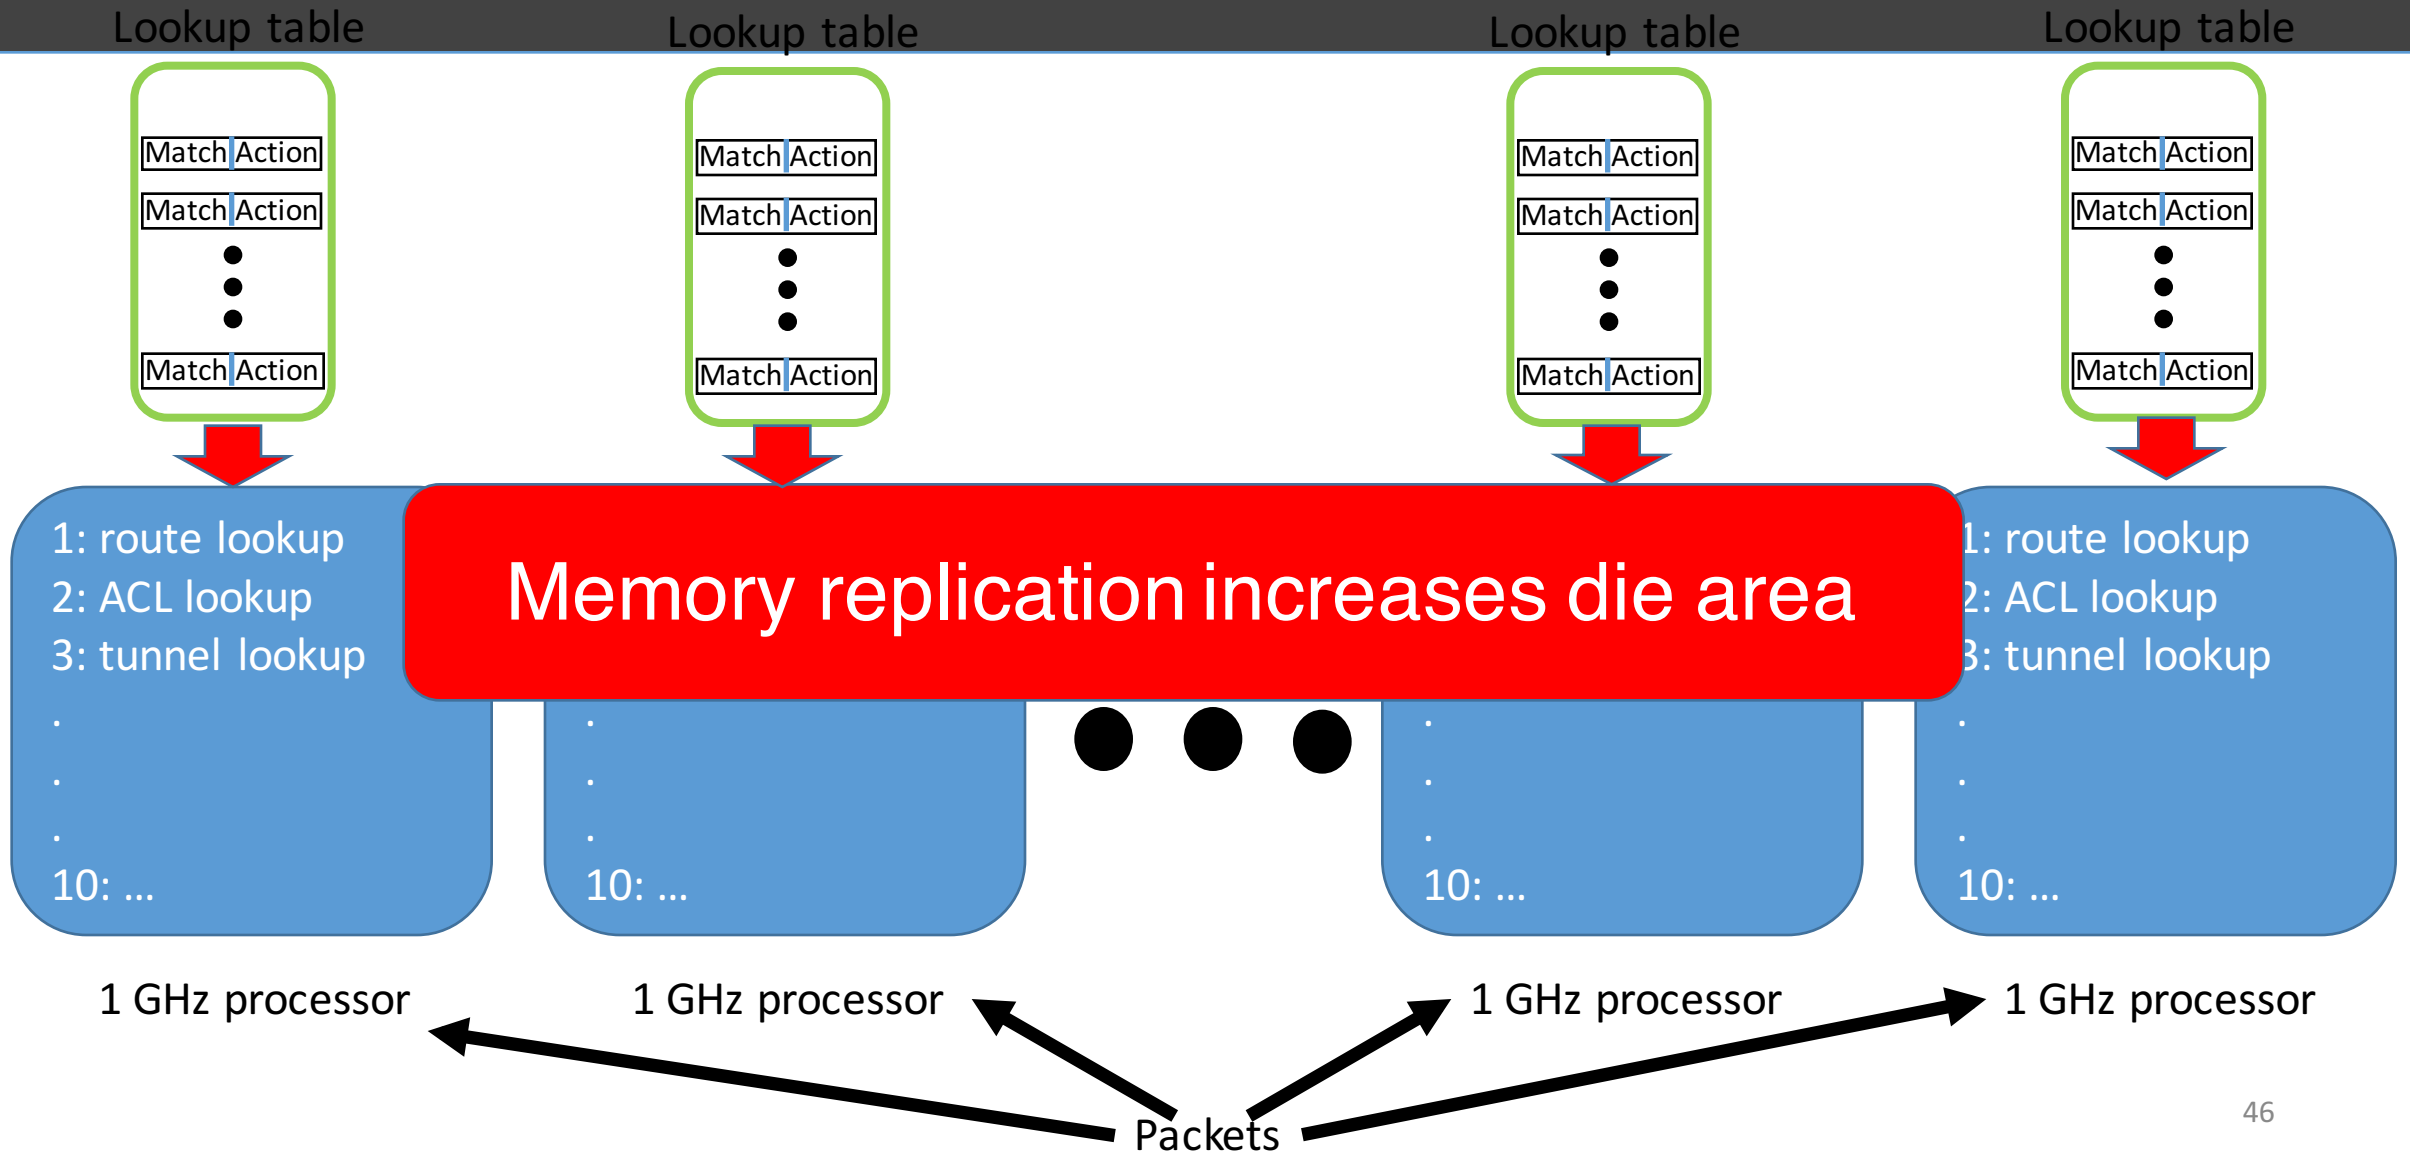 Lookup table
Lookup table
Lookup table
Lookup table
Match Action
Match Action
Match Action
Match Action
Match Action
Match Action
Match Action
Match Action
Match Action
Match Action
Match Action
Match Action
1: route lookup
2: ACL lookup
3: tunnel lookup
.
.
.
10: ...
Memory replication increases die area
.
.
.
10: ...
.
.
.
10: ...
1: route lookup
2: ACL lookup
3: tunnel lookup
.
.
.
10: ...
1 GHz processor
1 GHz processor
1 GHz processor
1 GHz processor
Packets
46